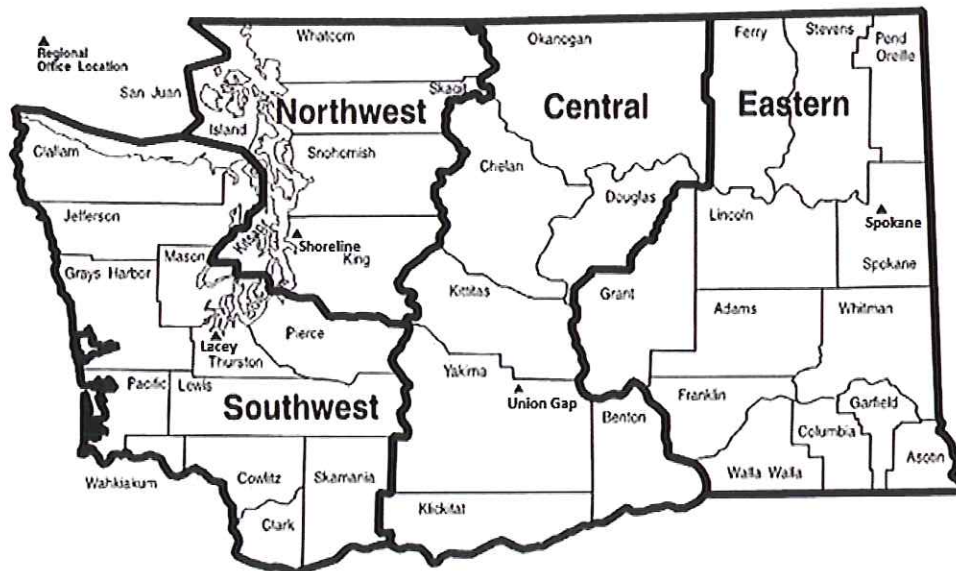 Regional
Office Location
San Juan
Whatcom
Skagit
Northwest
Island
Snohomish
Clallam
Jefferson
Kitsap
Shoreline
King
Mason
Grays Harbor
Pierce
Lacey
Thurston
Pacific
Lewis
Southwest
Wahkiakum
Cowlitz
Skamania
Clark
Okanogan
Central
Chelan
Douglas
Kittitas
Yakima
Union Gap
Benton
Klickitat
Ferry
Stevens
Pend
Oreille
Eastern
Lincoln
Spokane
Spokane
Grant
Adams
Whitman
Franklin
Garfield
Columbia
Walla Walla
Asotin